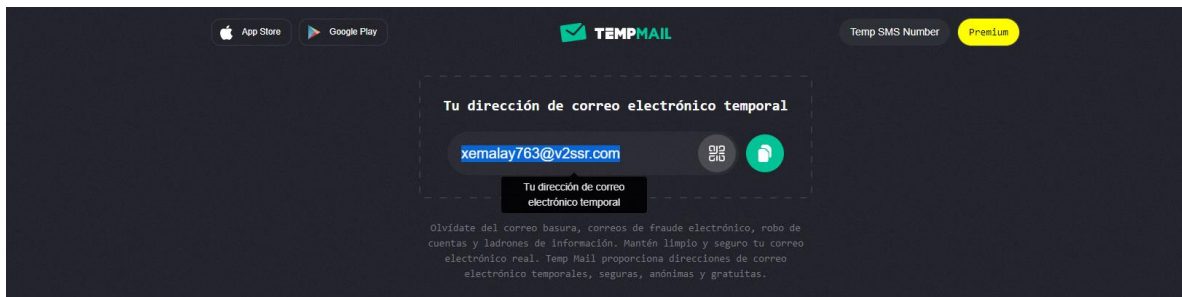 App Store
Google Play
TEMPMAIL
Temp SMS Number
Premium
Tu dirección de correo electrónico temporal
xemalay763@v2ssr.com
Tu dirección de correo
electrónico temporal
Olvídate del correo basura, correos de fraude electrónico, robo de
cuentas y ladrones de información. Mantén limpio y seguro tu correo
electrónico real. Temp Mail proporciona direcciones de correo
electrónico temporales, seguras, anónimas y gratuitas.